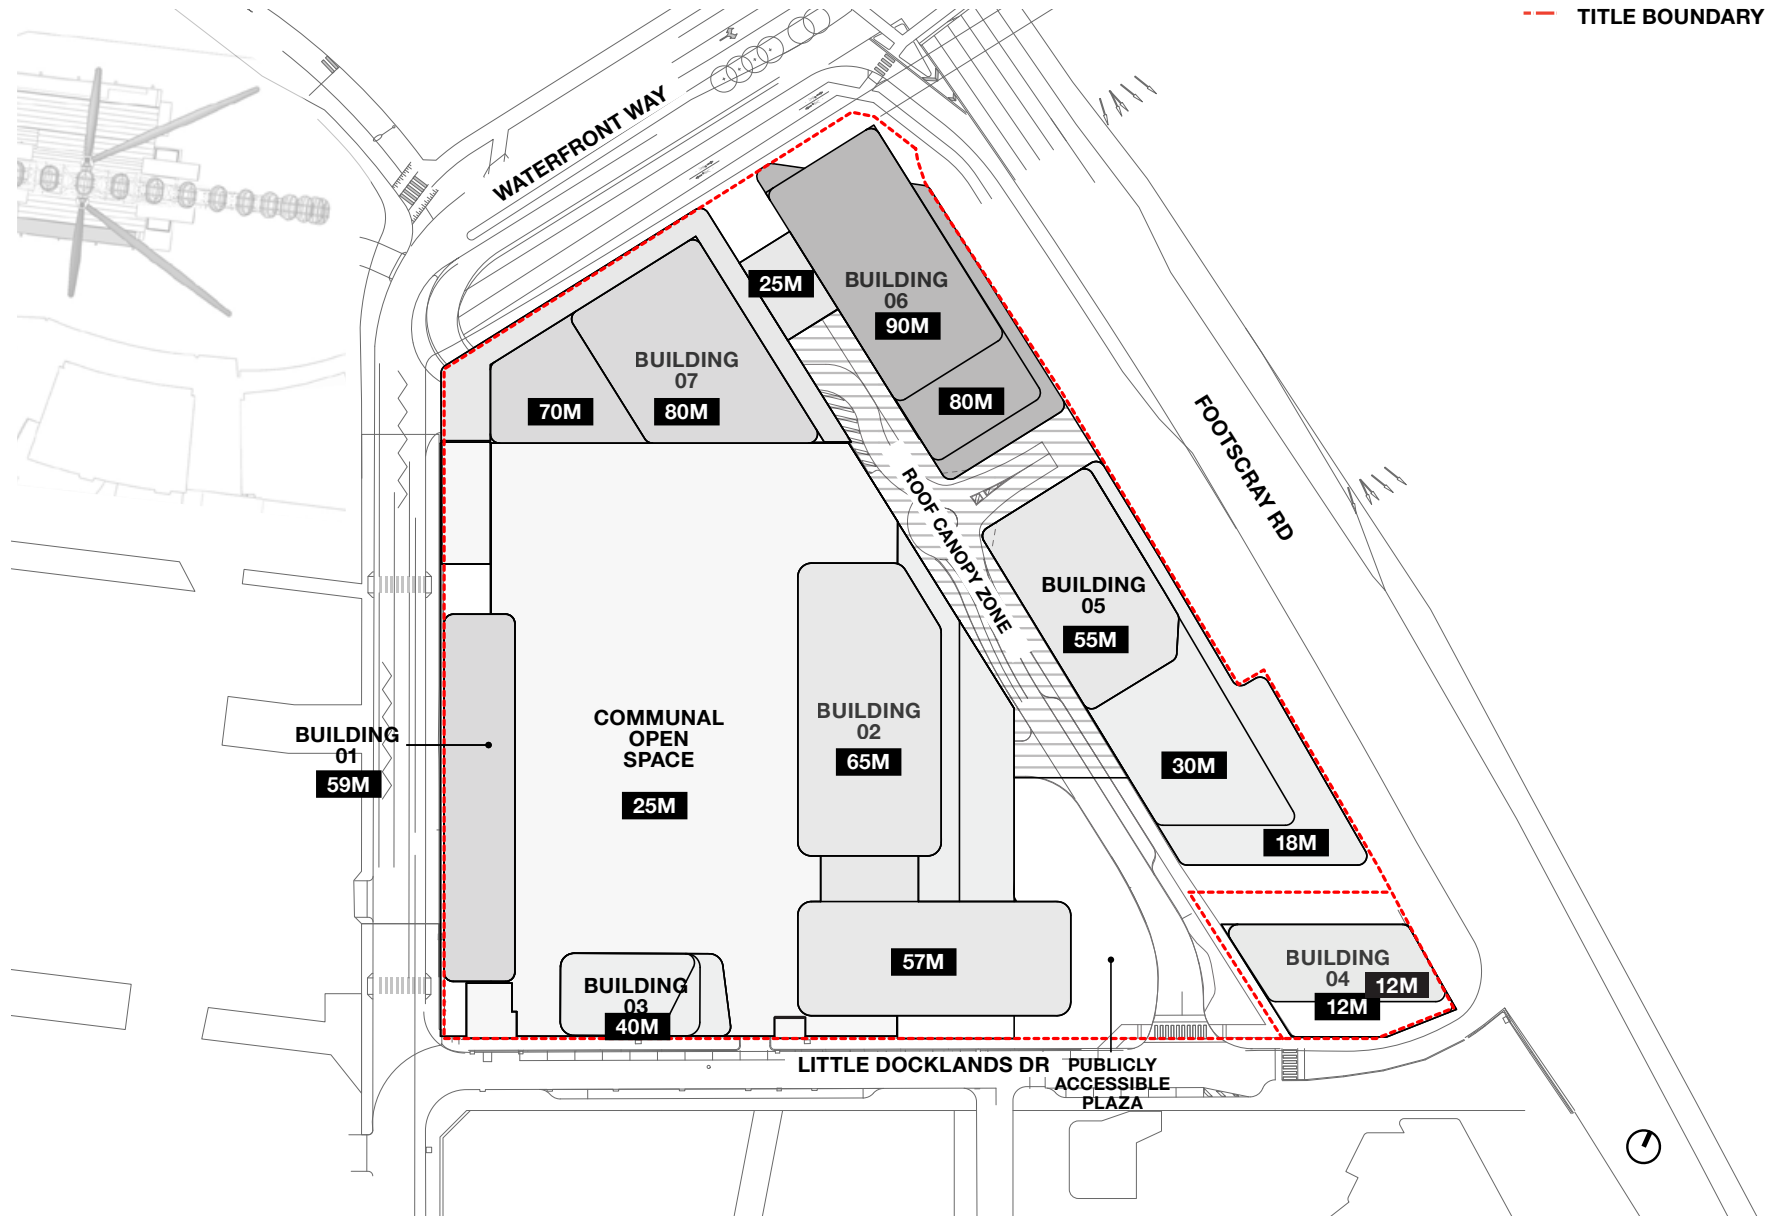 TITLE BOUNDARY
WATERFRONT WAY
25M
BUILDING
06
90M
80M
BUILDING
07
70M
80M
FOOTSCRAY RD
ROOF CANOPY ZONE
BUILDING
05
55M
30M
18M
BUILDING
01
59M
COMMUNAL
OPEN
SPACE
25M
BUILDING
02
65M
57M
BUILDING
03
40M
BUILDING
04
12M
12M
LITTLE DOCKLANDS DR
PUBLICLY
ACCESSIBLE
PLAZA